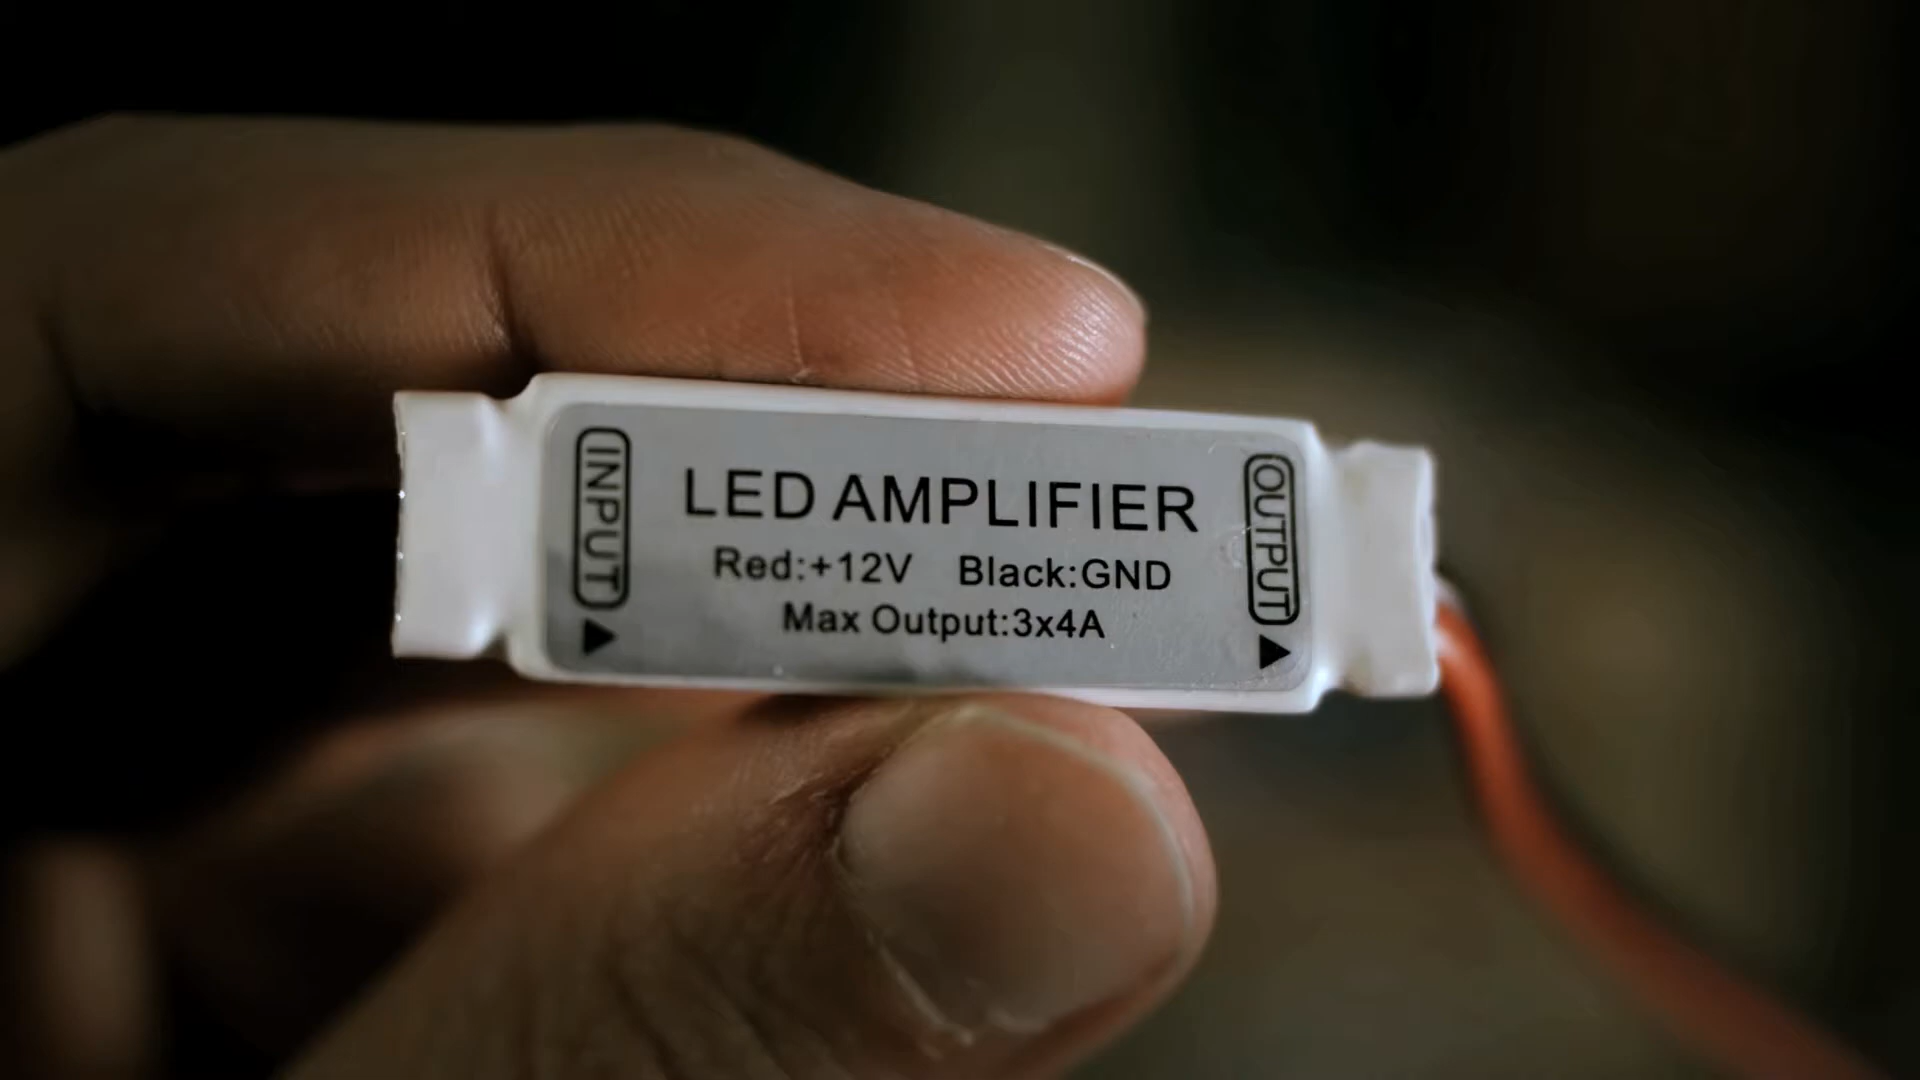 INPUT
LED AMPLIFIER
Red:+12V Black:GND
Max Output:3x4A
OUTPUT